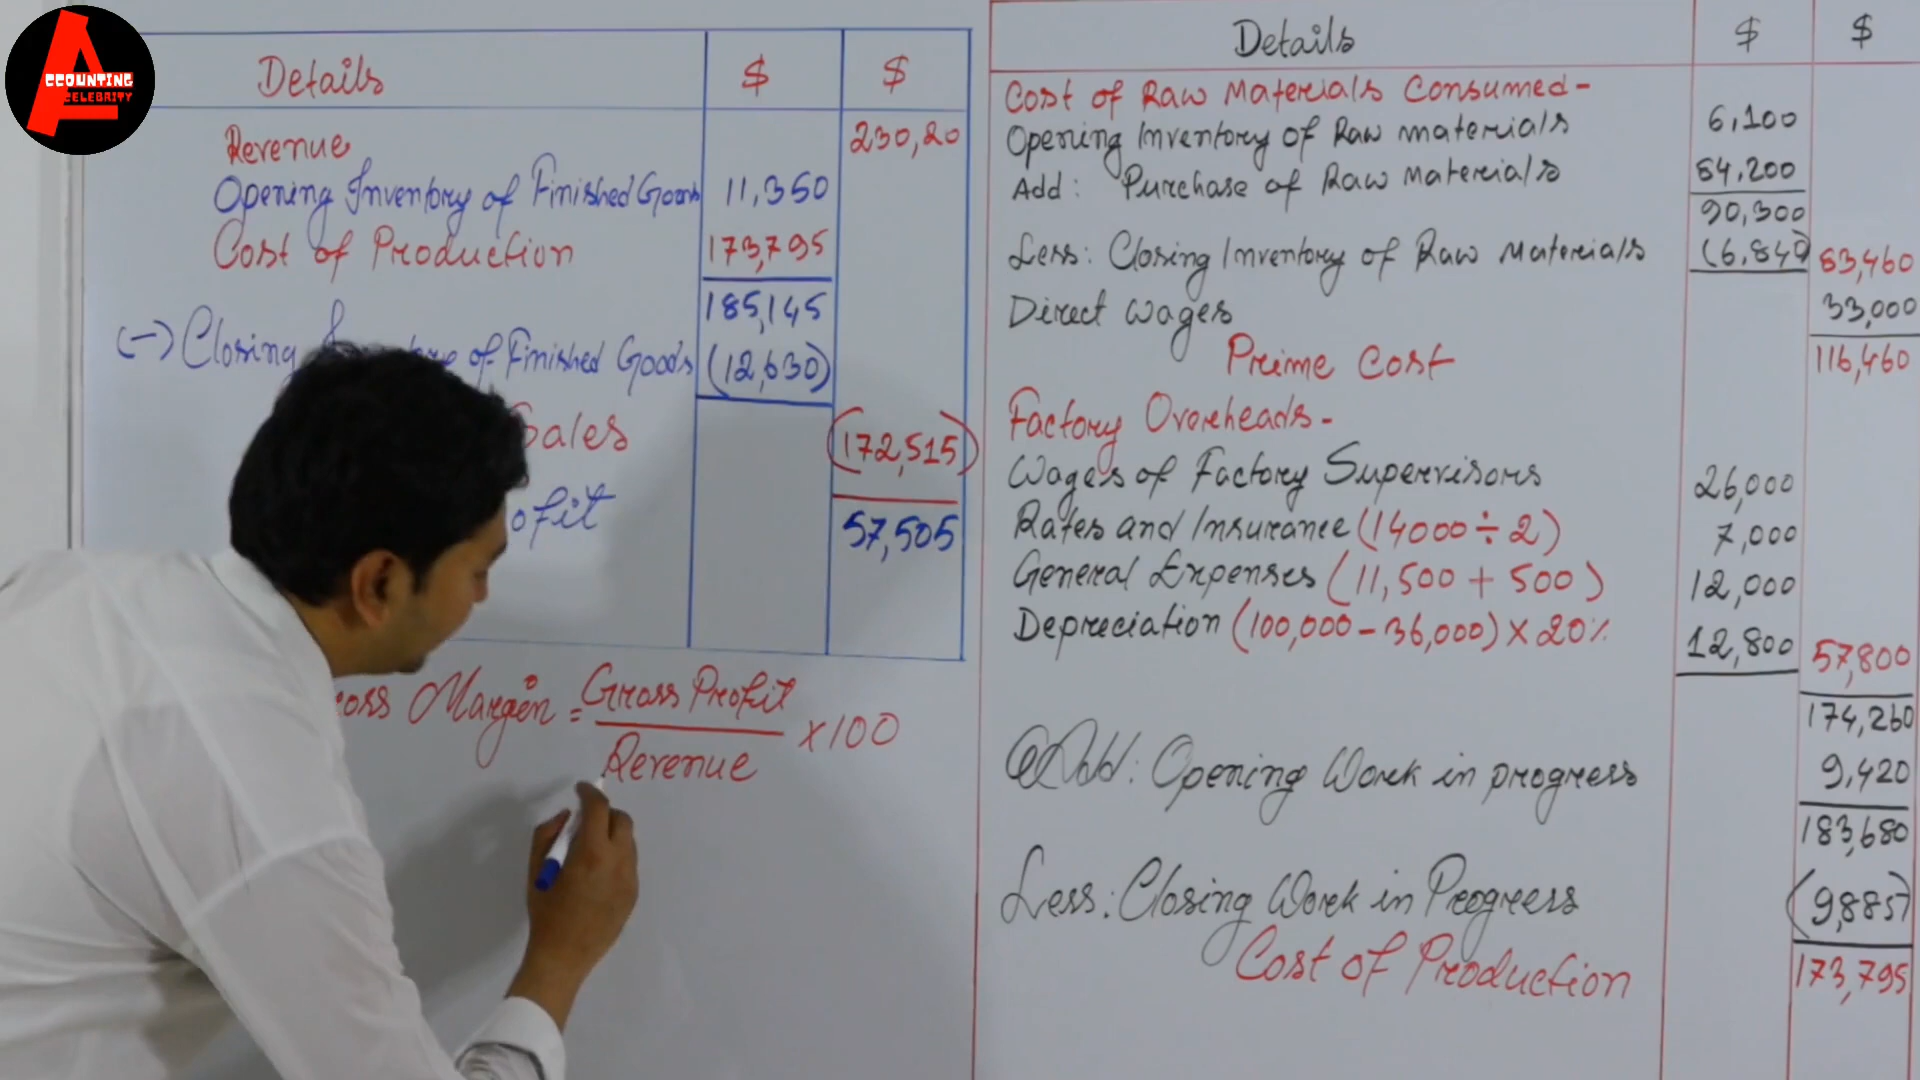 ACCOUNTING
CELEBRITY
Details $ $
Revenue 230,20
Opening Inventory of Finished Goods 11,350
Cost of Production 173,795
185,145
(-) Closing of Finished Goods (12,630)
Sales (172,515)
ofit 57,505
ross Margin = Gross Profit
Revenue × 100
Details $ $
Cost of Raw Materials Consumed-
Opening Inventory of Raw materials 6,100
Add: Purchase of Raw Materials 84,200
90,300
Less: Closing Inventory of Raw Materials (6,840) 83,460
Direct Wages 33,000
Prime Cost 116,460
Factory Overheads-
Wages of Factory Supervisors 26,000
Rates and Insurance (14000 ÷ 2) 7,000
General Expenses (11,500 + 500) 12,000
Depreciation (100,000-36,000) × 20% 12,800 57,800
174,260
Add: Opening Work in progress 9,420
183,680
Less: Closing Work in Progress (9,885)
Cost of Production 173,795